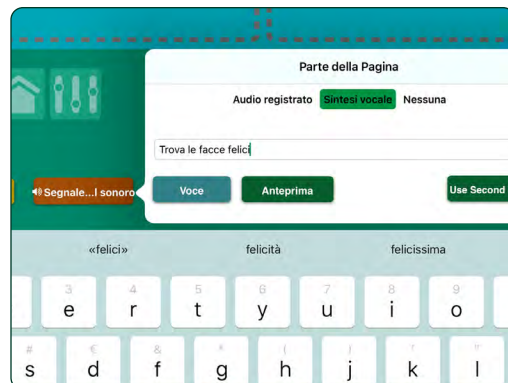 Parte della Pagina
Audio registrato Sintesi vocale Nessuna
Trova le facce felici
Segnale...l sonoro Voce Anteprima Use Second
«felici» felicità felicissima
3 4 5 6 7 8 9
e r t y u i o
# € & * ( ) ' "
s d f g h j k l